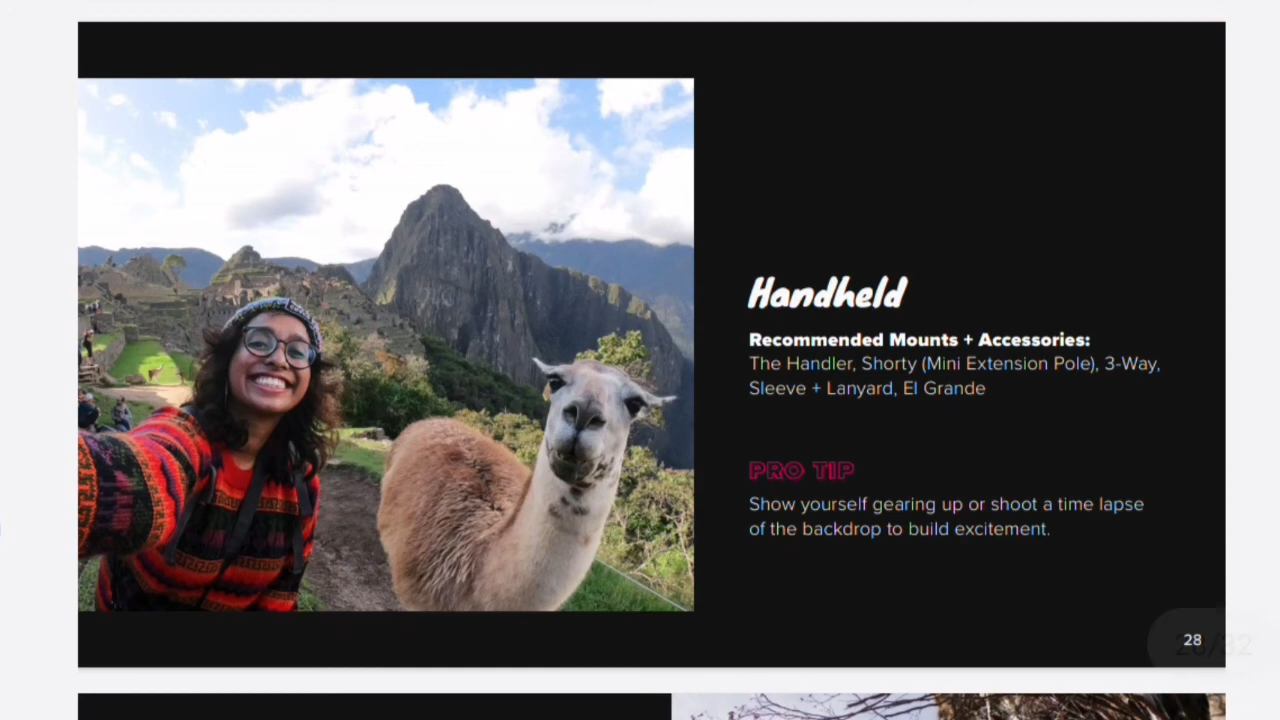 Handheld
Recommended Mounts + Accessories:
The Handler, Shorty (Mini Extension Pole), 3-Way,
Sleeve + Lanyard, El Grande
PRO TIP
Show yourself gearing up or shoot a time lapse
of the backdrop to build excitement.
28